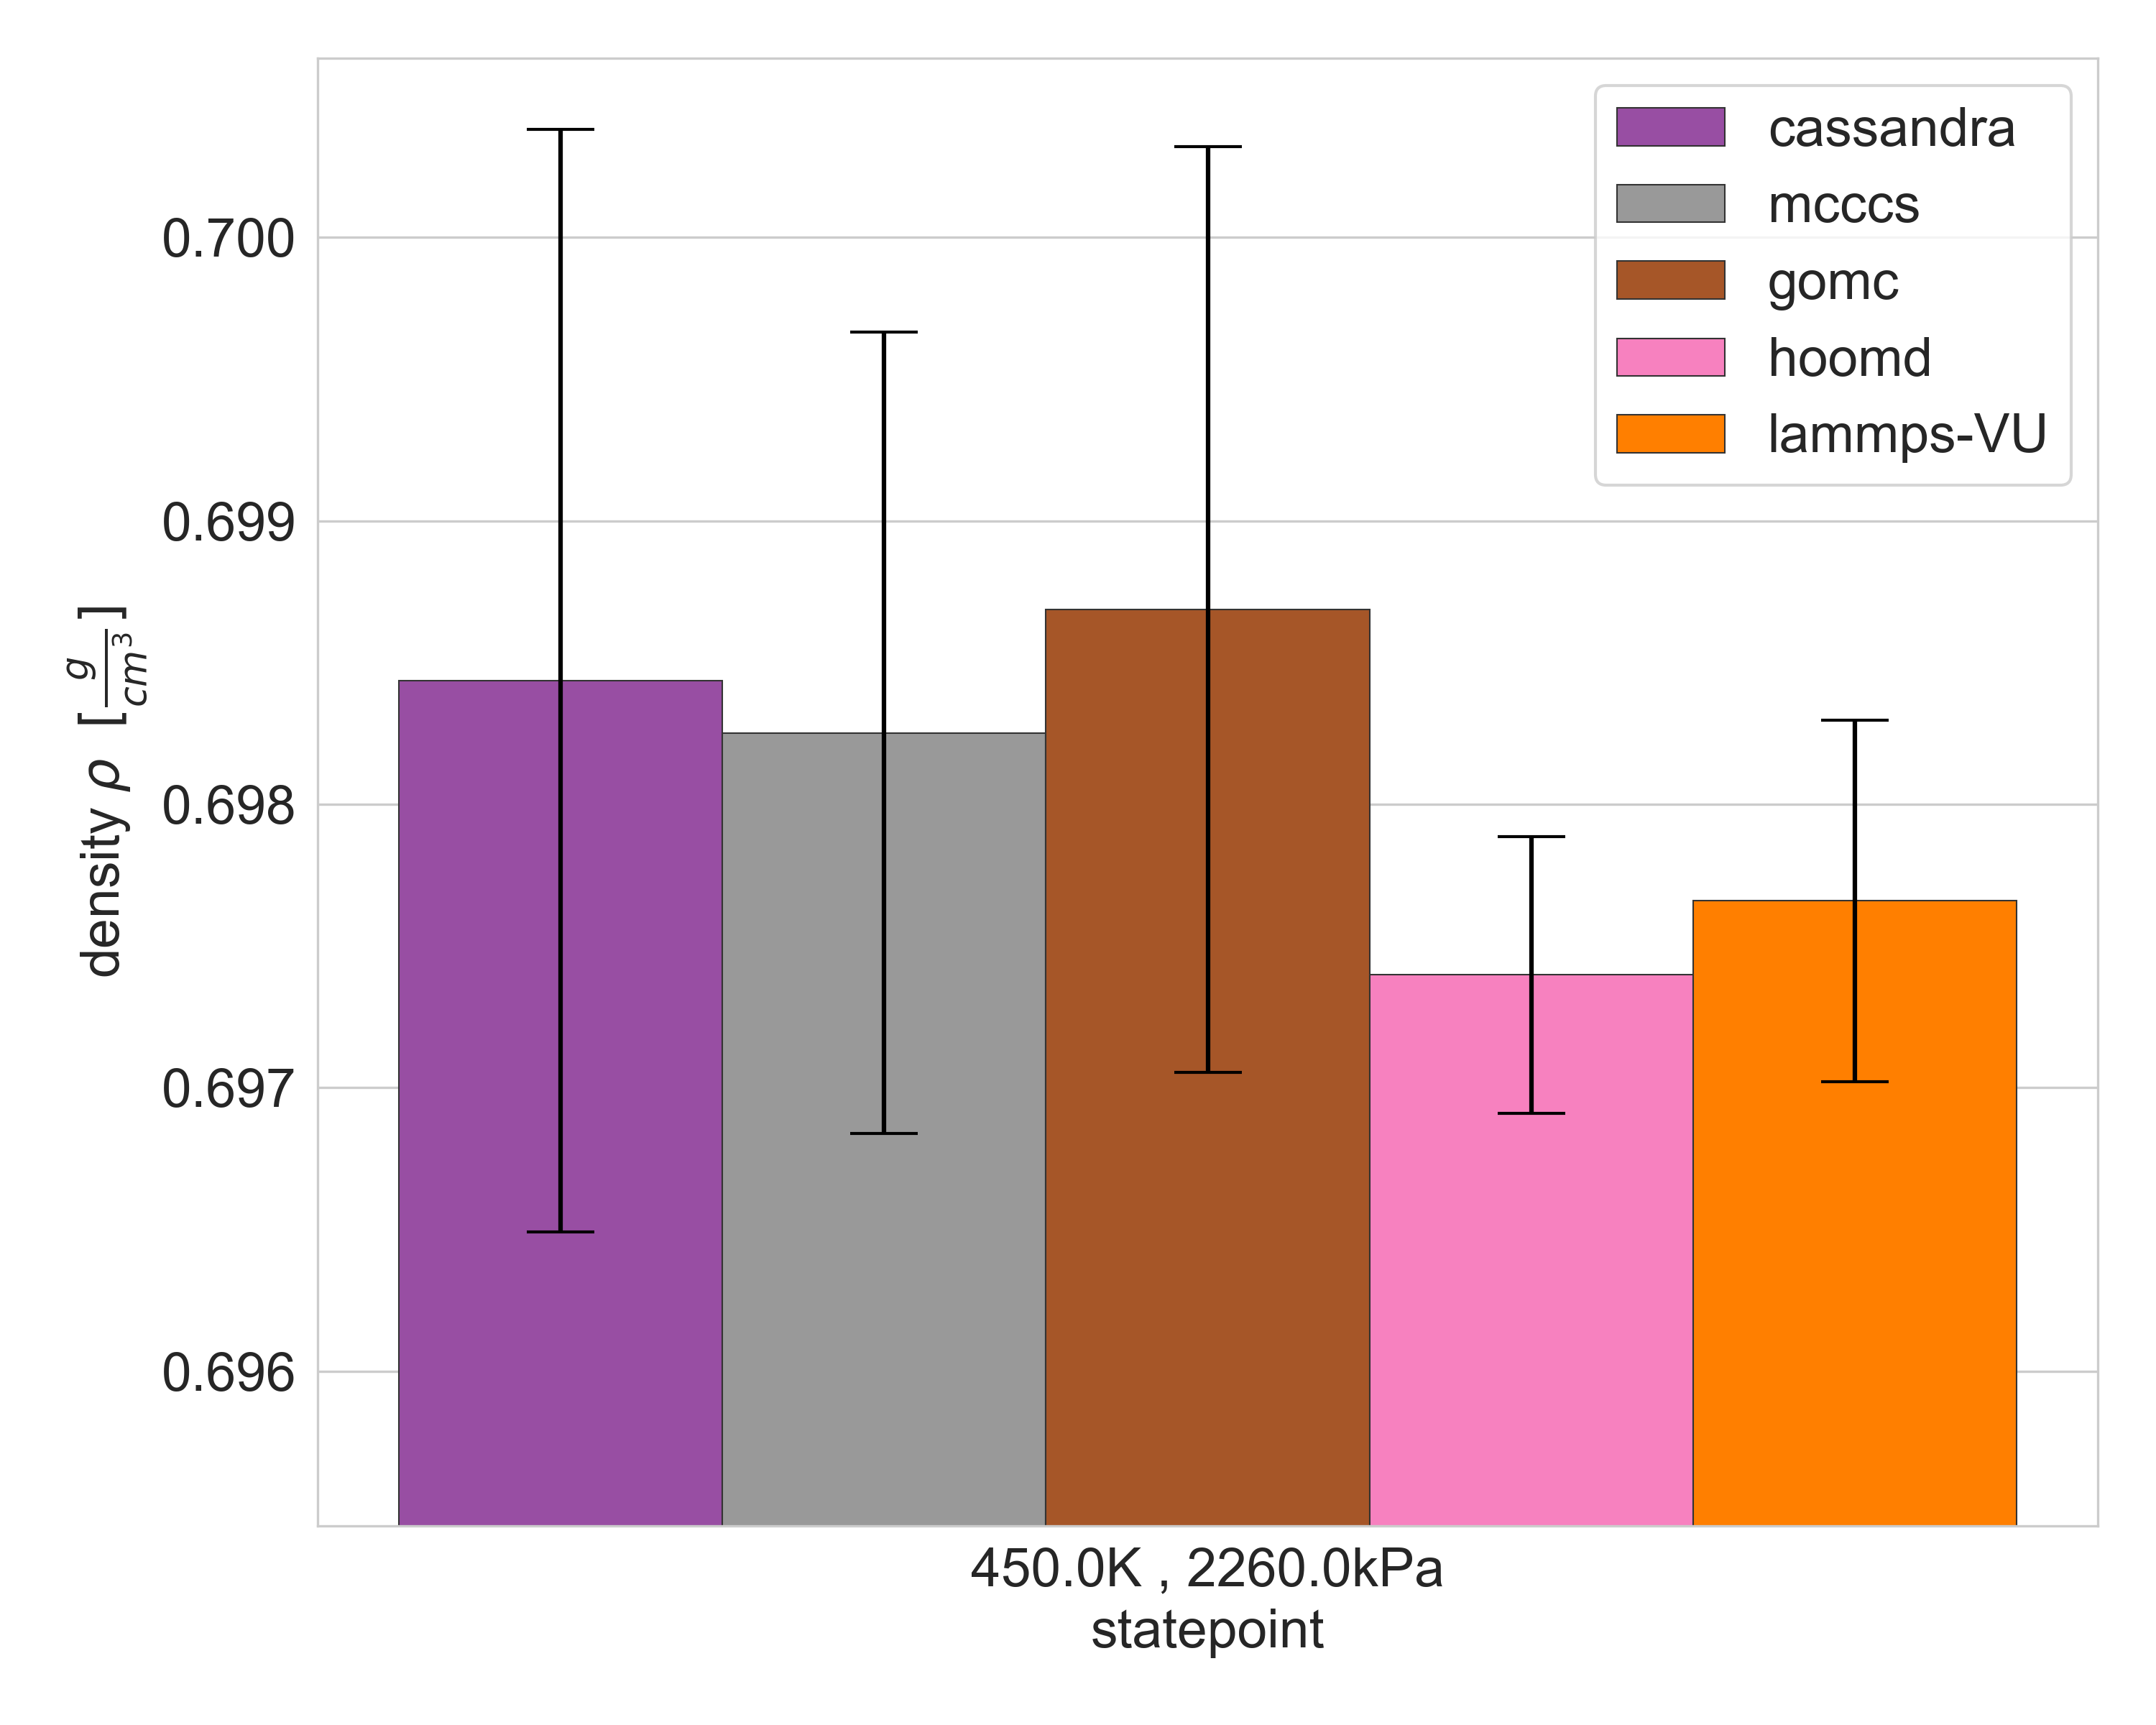 cassandra
mcccs
gomc
hoomd
lammps-VU
0.700
0.699
0.698
0.697
0.696
density ρ [g/cm³]
450.0K , 2260.0kPa
statepoint